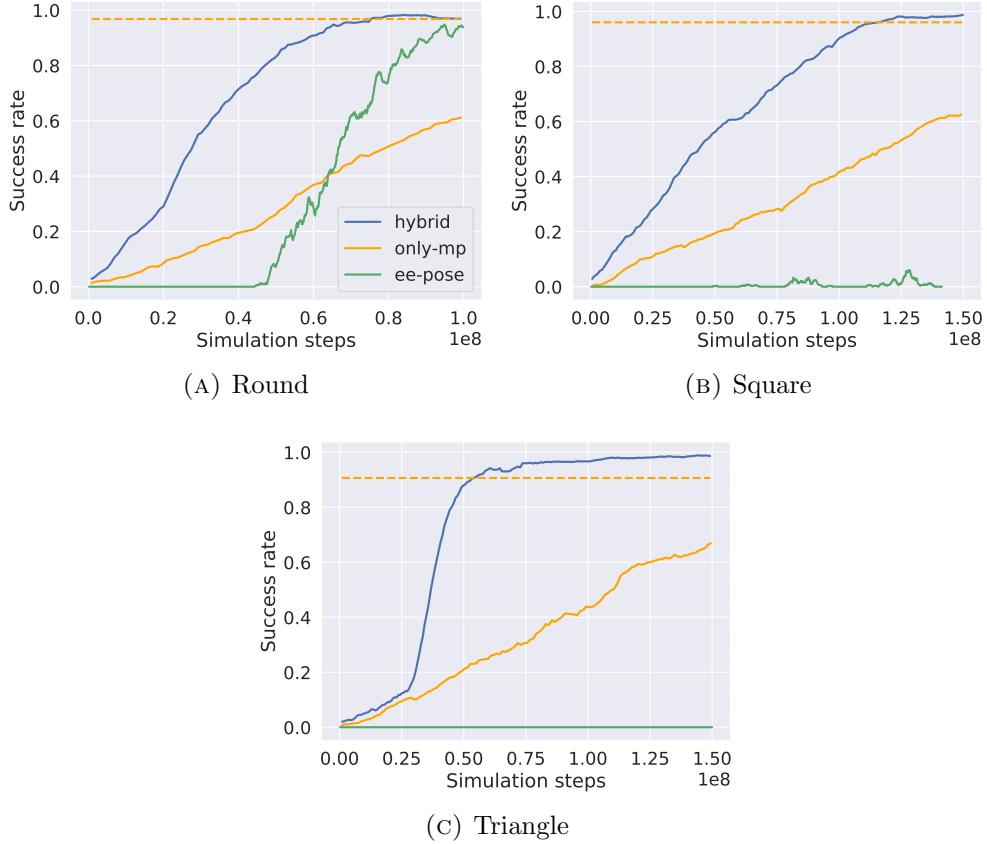 Success rate
1.0
0.8
0.6
0.4
0.2
0.0
hybrid
only-mp
ee-pose
0.0 0.2 0.4 0.6 0.8 1.0
Simulation steps
1e8
(A) Round
Success rate
1.0
0.8
0.6
0.4
0.2
0.0
0.00 0.25 0.50 0.75 1.00 1.25 1.50
Simulation steps
1e8
(B) Square
Success rate
1.0
0.8
0.6
0.4
0.2
0.0
0.00 0.25 0.50 0.75 1.00 1.25 1.50
Simulation steps
1e8
(C) Triangle